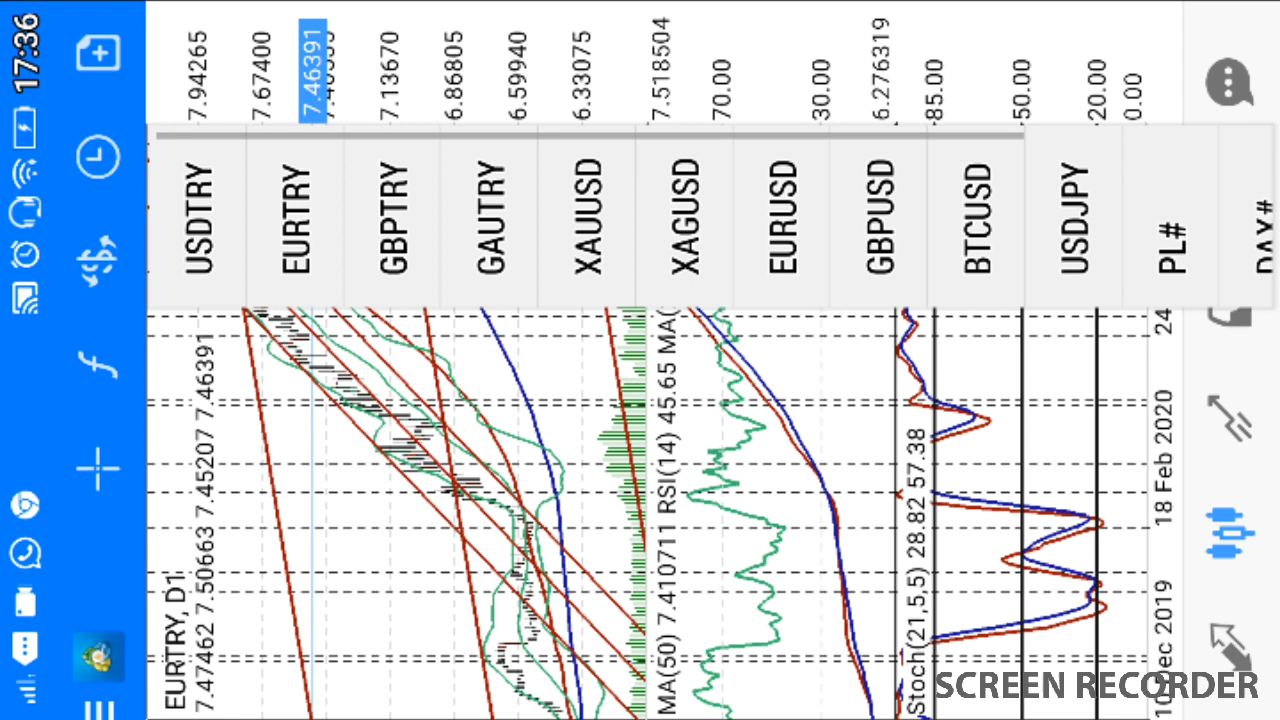 17:36
EURTRY, D1
7.47462 7.50663 7.45207 7.46391
7.94265
7.67400
7.46391
7.13670
6.86805
6.59940
6.33075
USDTRY
EURTRY
GBPTRY
GAUTRY
XAUUSD
XAGUSD
EURUSD
GBPUSD
BTCUSD
USDJPY
PL#
DAX#
MA(50) 7.410711 RSI(14) 45.65 MA(
7.518504
70.00
30.00
6.276319
Stoch(21,5,5) 28.82 57.38
85.00
50.00
20.00
0.00
10 Dec 2019
18 Feb 2020
24
SCREEN RECORDER